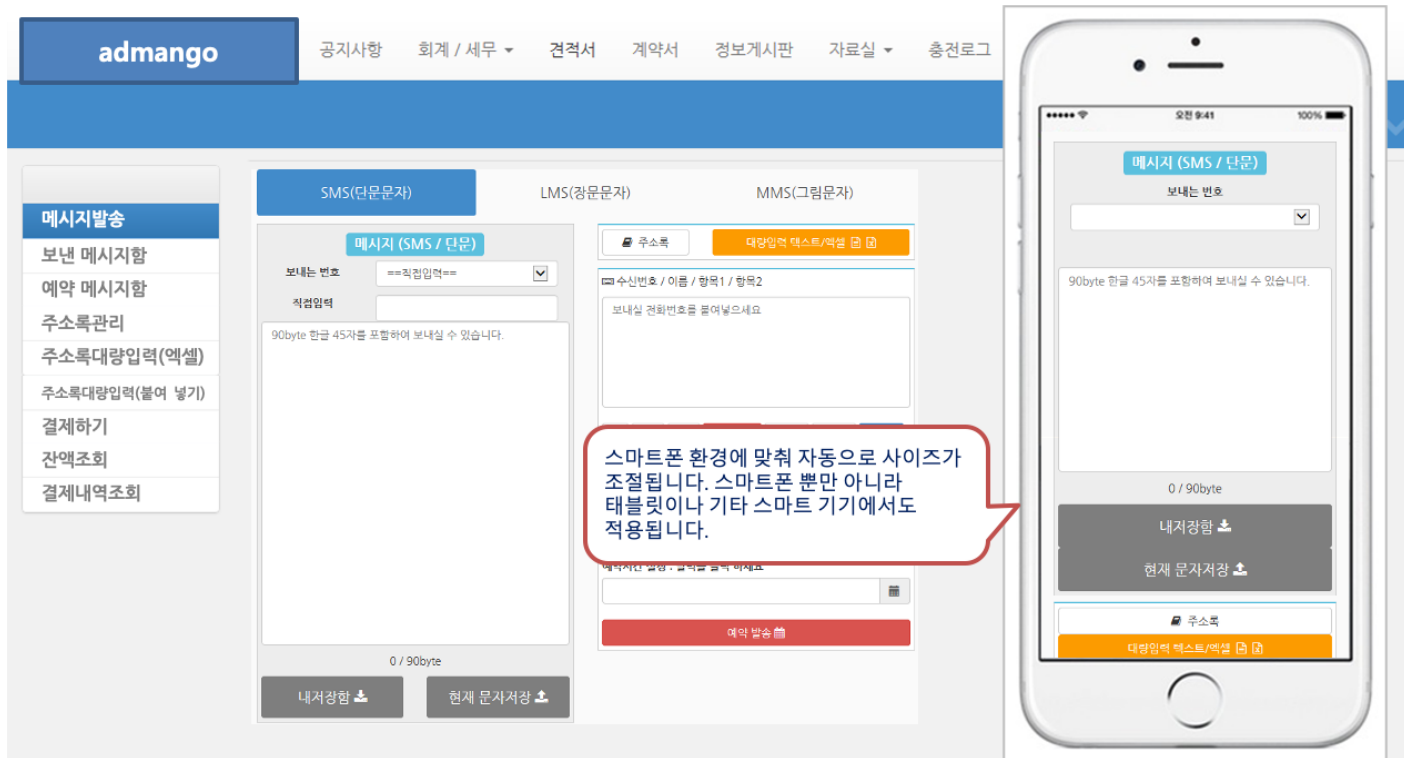 admango
공지사항 회계 / 세무 견적서 계약서 정보게시판 자료실 충전로그
메시지발송
보낸 메시지함
예약 메시지함
주소록관리
주소록대량입력(엑셀)
주소록대량입력(붙여 넣기)
결제하기
잔액조회
결제내역조회
SMS(단문문자) LMS(장문문자) MMS(그림문자)
메시지 (SMS / 단문)
보내는 번호 ==직접입력==
직접입력
90byte 한글 45자를 포함하여 보내실 수 있습니다.
0 / 90byte
내저장함 현재 문자저장
주소록 대량입력 텍스트/엑셀
수신번호 / 이름 / 항목1 / 항목2
보내실 전화번호를 붙여넣으세요
스마트폰 환경에 맞춰 자동으로 사이즈가
조절됩니다. 스마트폰 뿐만 아니라
태블릿이나 기타 스마트 기기에서도
적용됩니다.
예약 발송
오전 9:41 100%
메시지 (SMS / 단문)
보내는 번호
90byte 한글 45자를 포함하여 보내실 수 있습니다.
0 / 90byte
내저장함
현재 문자저장
주소록
대량입력 텍스트/엑셀